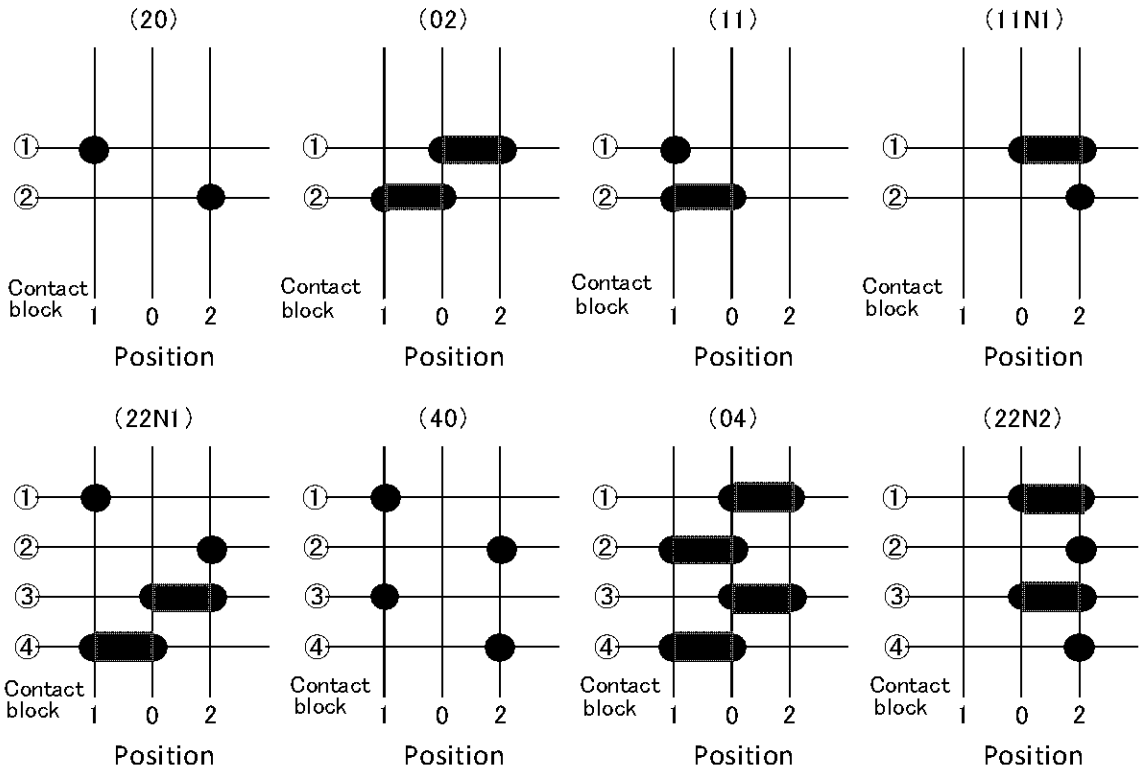 (20)
①
②
Contact
block
1 0 2
Position
(02)
①
②
Contact
block
1 0 2
Position
(11)
①
②
Contact
block
1 0 2
Position
(11N1)
①
②
Contact
block
1 0 2
Position
(22N1)
①
②
③
④
Contact
block
1 0 2
Position
(40)
①
②
③
④
Contact
block
1 0 2
Position
(04)
①
②
③
④
Contact
block
1 0 2
Position
(22N2)
①
②
③
④
Contact
block
1 0 2
Position